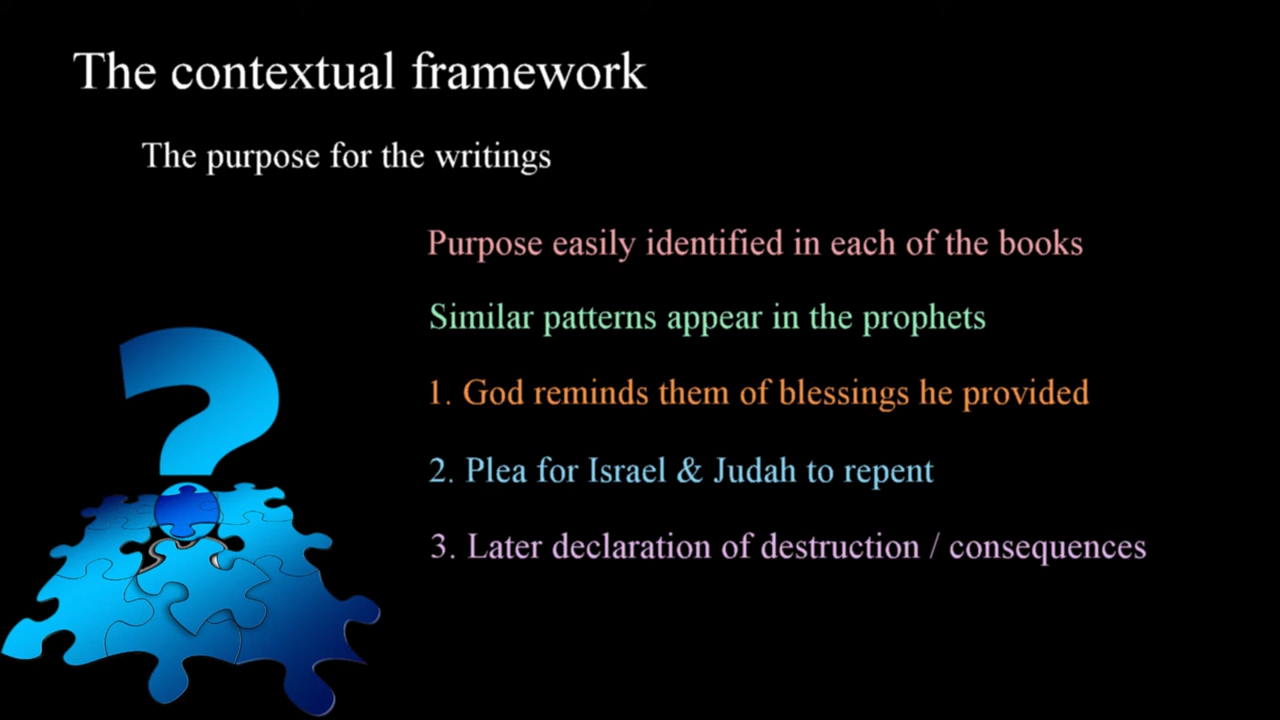 The contextual framework
The purpose for the writings
Purpose easily identified in each of the books
Similar patterns appear in the prophets
1. God reminds them of blessings he provided
2. Plea for Israel & Judah to repent
3. Later declaration of destruction / consequences